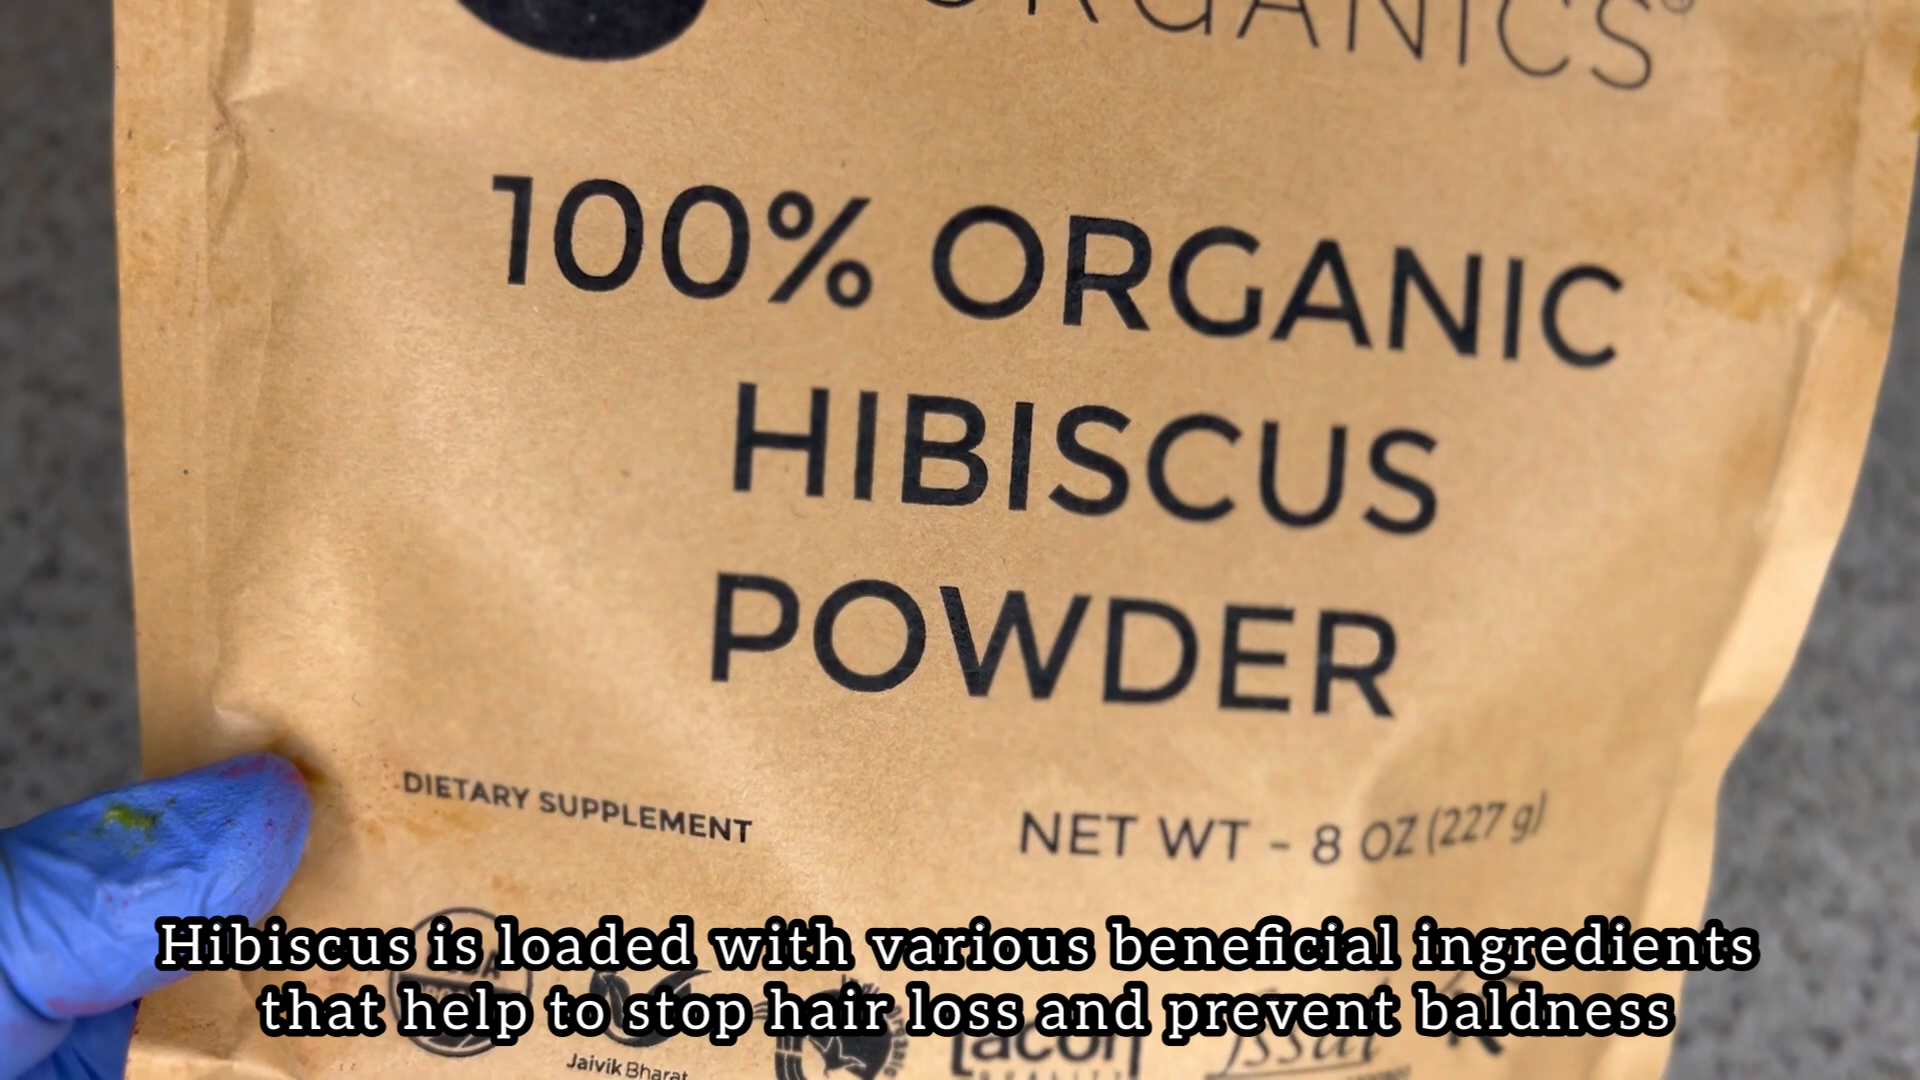 ORGANICS
100% ORGANIC
HIBISCUS
POWDER
DIETARY SUPPLEMENT
NET WT - 8 OZ (227 g)
Hibiscus is loaded with various beneficial ingredients
that help to stop hair loss and prevent baldness
Jaivik Bharat